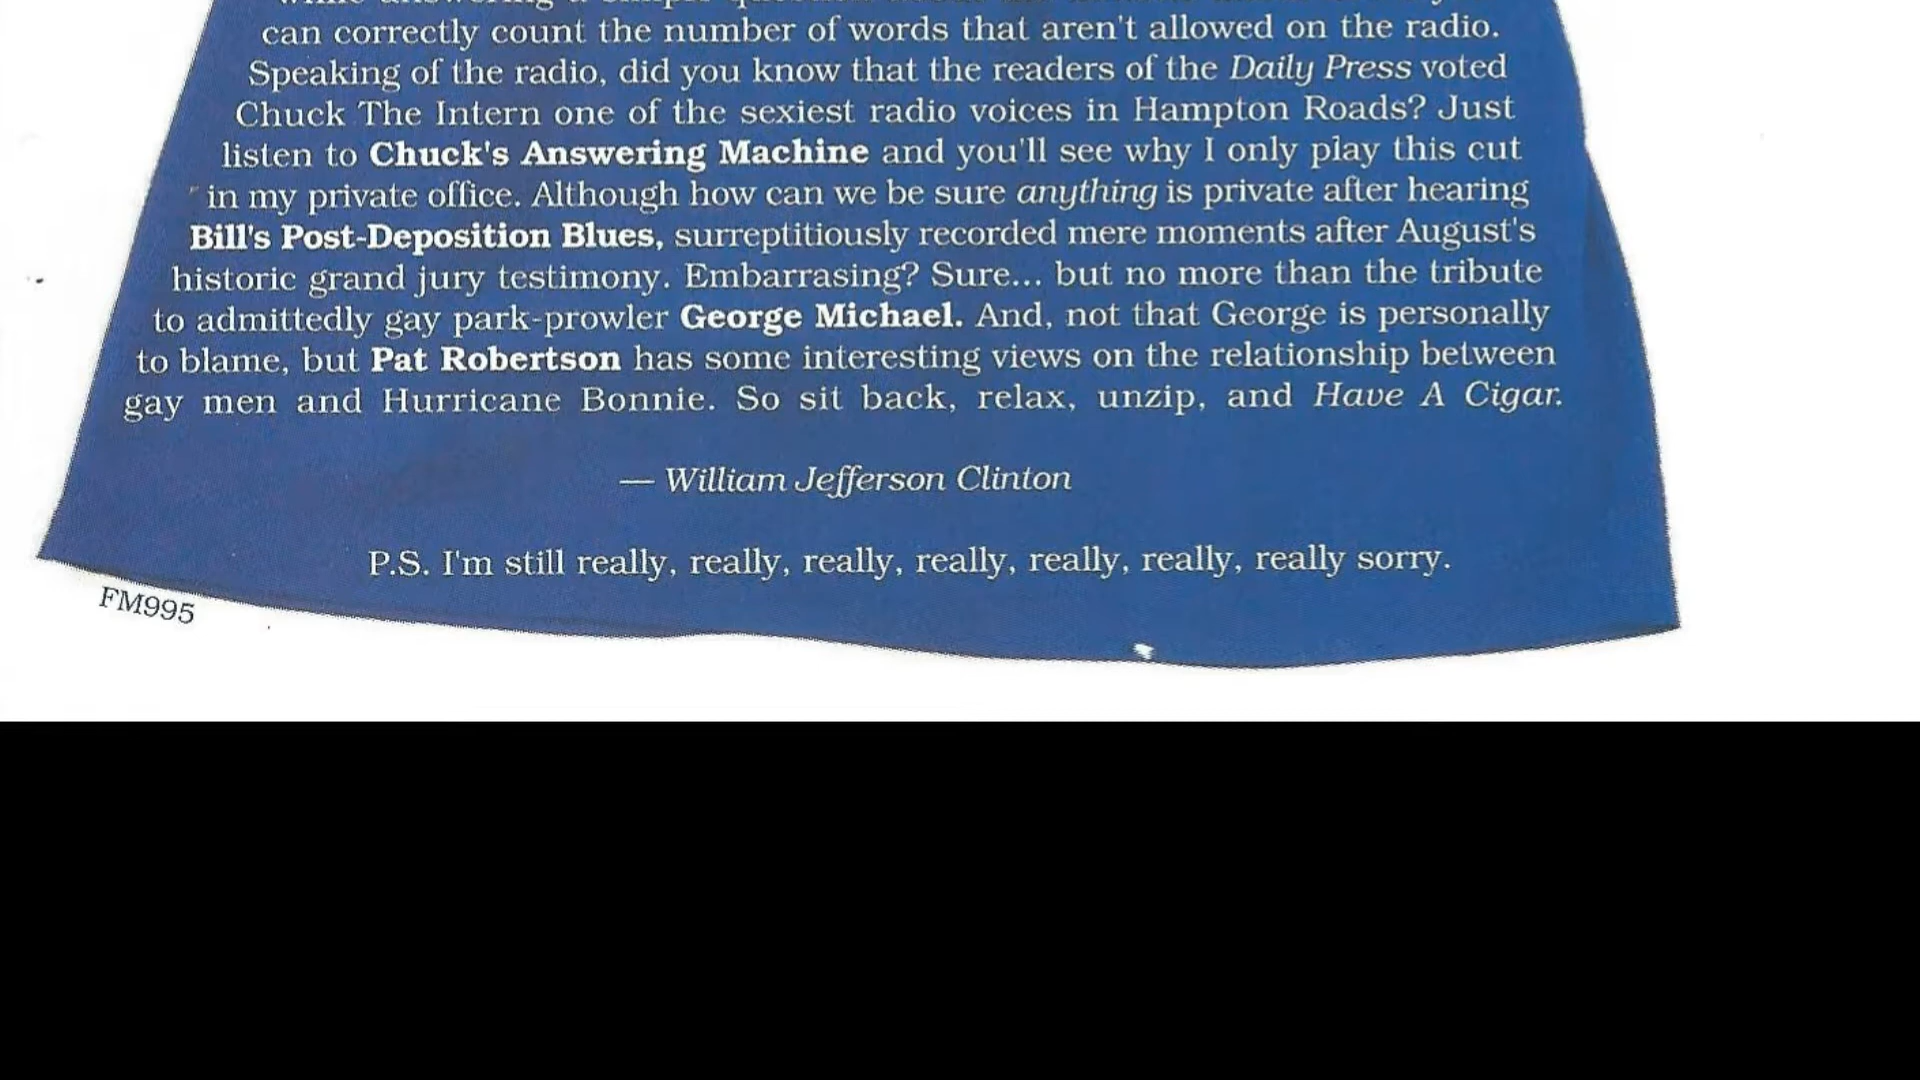 can correctly count the number of words that aren't allowed on the radio.
Speaking of the radio, did you know that the readers of the Daily Press voted
Chuck The Intern one of the sexiest radio voices in Hampton Roads? Just
listen to Chuck's Answering Machine and you'll see why I only play this cut
in my private office. Although how can we be sure anything is private after hearing
Bill's Post-Deposition Blues, surreptitiously recorded mere moments after August's
historic grand jury testimony. Embarrasing? Sure... but no more than the tribute
to admittedly gay park-prowler George Michael. And, not that George is personally
to blame, but Pat Robertson has some interesting views on the relationship between
gay men and Hurricane Bonnie. So sit back, relax, unzip, and Have A Cigar.
— William Jefferson Clinton
P.S. I'm still really, really, really, really, really, really, really sorry.
FM995